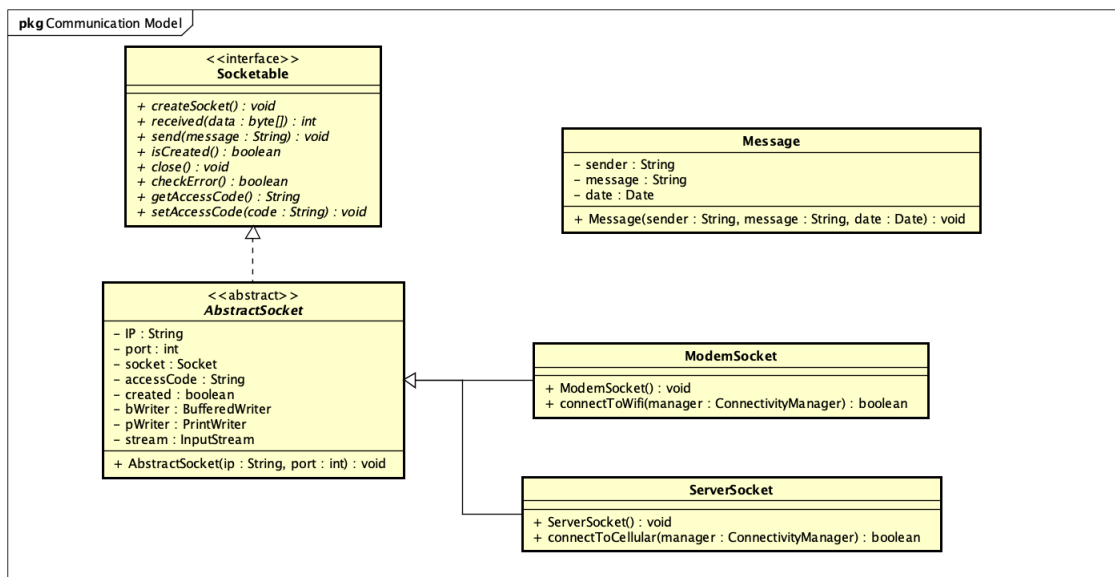 pkg Communication Model
<<interface>>
Socketable
+ createSocket() : void
+ received(data : byte[]) : int
+ send(message : String) : void
+ isCreated() : boolean
+ close() : void
+ checkError() : boolean
+ getAccessCode() : String
+ setAccessCode(code : String) : void
Message
- sender : String
- message : String
- date : Date
+ Message(sender : String, message : String, date : Date) : void
<<abstract>>
AbstractSocket
- IP : String
- port : int
- socket : Socket
- accessCode : String
- created : boolean
- bWriter : BufferedWriter
- pWriter : PrintWriter
- stream : InputStream
+ AbstractSocket(ip : String, port : int) : void
ModemSocket
+ ModemSocket() : void
+ connectToWifi(manager : ConnectivityManager) : boolean
ServerSocket
+ ServerSocket() : void
+ connectToCellular(manager : ConnectivityManager) : boolean